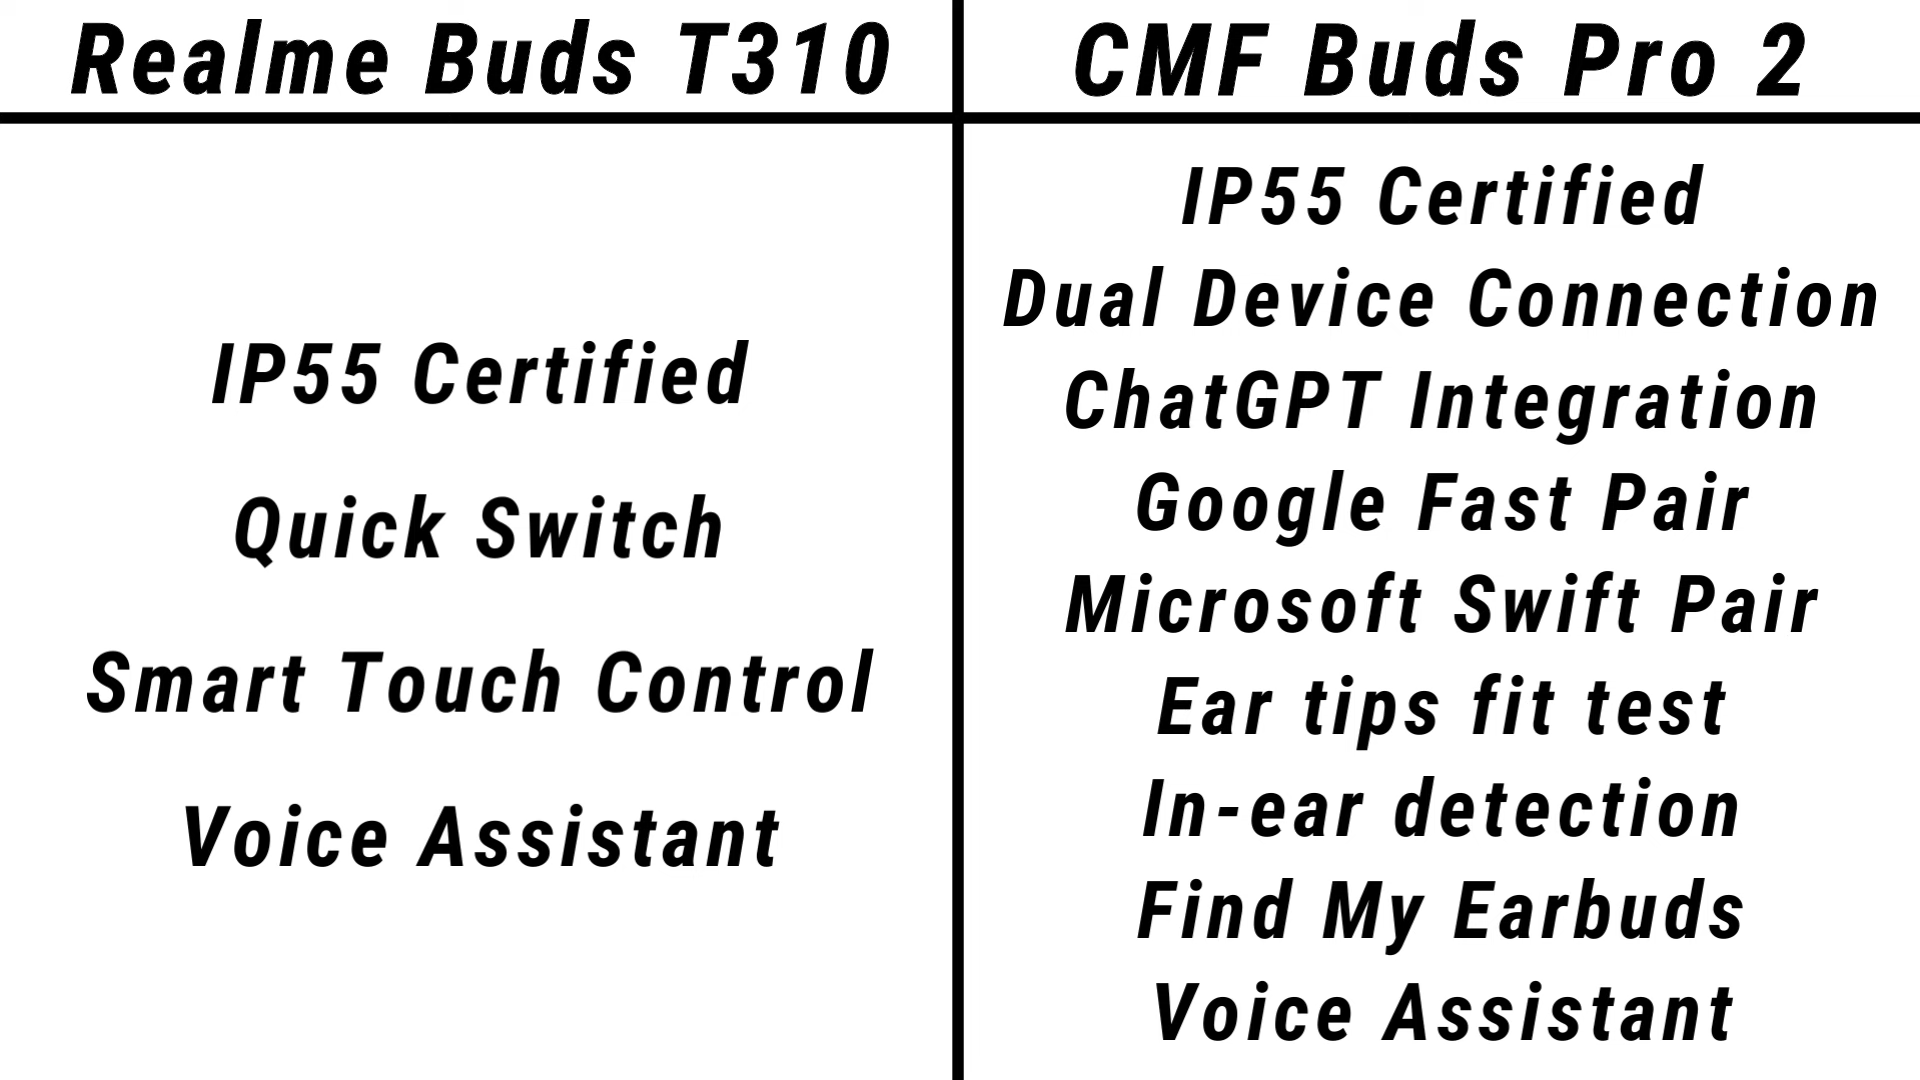 Realme Buds T310
IP55 Certified
Quick Switch
Smart Touch Control
Voice Assistant
CMF Buds Pro 2
IP55 Certified
Dual Device Connection
ChatGPT Integration
Google Fast Pair
Microsoft Swift Pair
Ear tips fit test
In-ear detection
Find My Earbuds
Voice Assistant